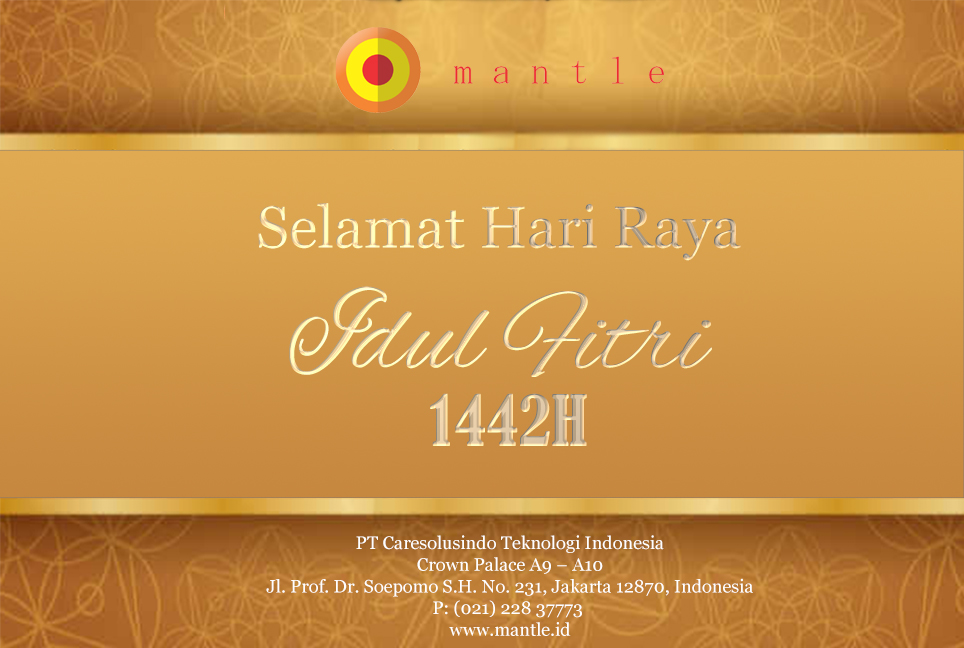 mantle
Selamat Hari Raya
Idul Fitri
1442H
PT Caresolusindo Teknologi Indonesia
Crown Palace A9 – A10
Jl. Prof. Dr. Soepomo S.H. No. 231, Jakarta 12870, Indonesia
P: (021) 228 37773
www.mantle.id